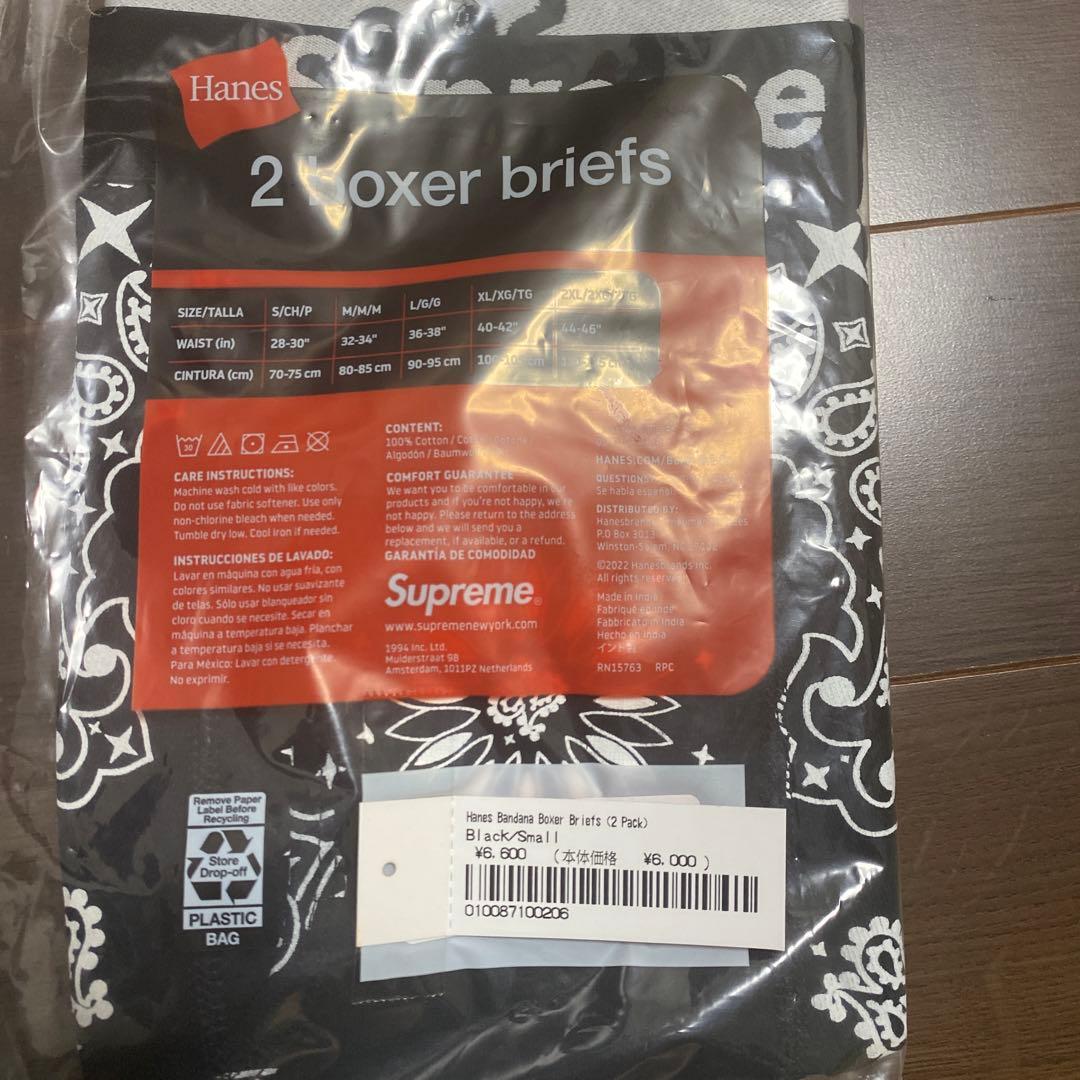 Hanes
Supreme
2 boxer briefs
SIZE/TALLA S/CH/P M/M/M L/G/G XL/XG/TG
WAIST (in) 28-30" 32-34" 36-38" 40-42" 44-46"
CINTURA (cm) 70-75 cm 80-85 cm 90-95 cm
30
CARE INSTRUCTIONS:
Machine wash cold with like colors.
Do not use fabric softener. Use only
non-chlorine bleach when needed.
Tumble dry low. Cool iron if needed.
INSTRUCCIONES DE LAVADO:
Lavar en máquina con agua fría, con
colores similares. No usar suavizante
de telas. Sólo usar blanqueador sin
cloro cuando se necesite. Secar en
máquina a temperatura baja. Planchar
a temperatura baja si se necesita.
Para México: Lavar con detergente.
No exprimir.
CONTENT:
100% Cotton /
Algodón /
COMFORT GUARANTEE
We want you to be comfortable in our
products and if you're not happy, we're
not happy. Please return to the address
below and we will send you a
replacement, if available, or a refund.
GARANTÍA DE COMODIDAD
Supreme
www.supremenewyork.com
1994 Inc. Ltd.
Muiderstraat 9B
Amsterdam, 1011PZ Netherlands
QUESTIONS
Se habla español
DISTRIBUTED BY:
P.O Box 3013
Winston-Salem,
©2022 Hanesbrands Inc.
All rights reserved
Made in India
Fabriqué en Inde
Fabbricato in India
Hecho en India
RN15763 RPC
Remove Paper
Label Before
Recycling
Store
Drop-off
PLASTIC
BAG
Hanes Bandana Boxer Briefs (2 Pack)
Black/Small
¥6,600 (本体価格 ¥6,000 )
010087100206